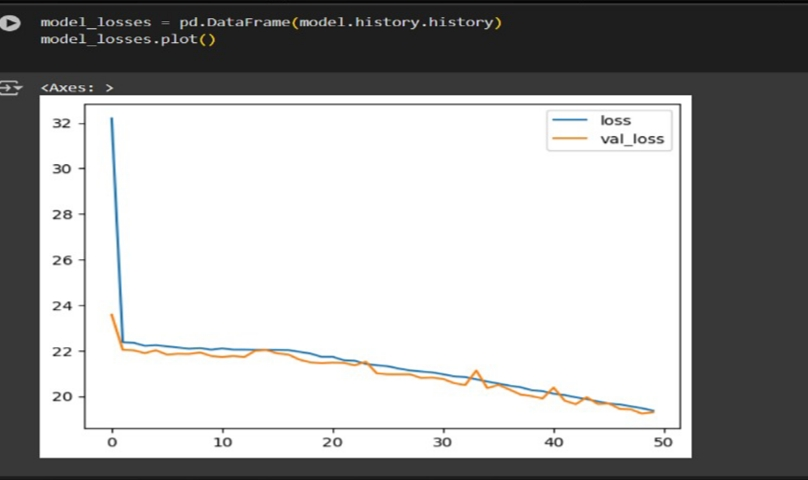 model_losses = pd.DataFrame(model.history.history)
model_losses.plot()
<Axes: >
loss
val_loss
32
30
28
26
24
22
20
0 10 20 30 40 50